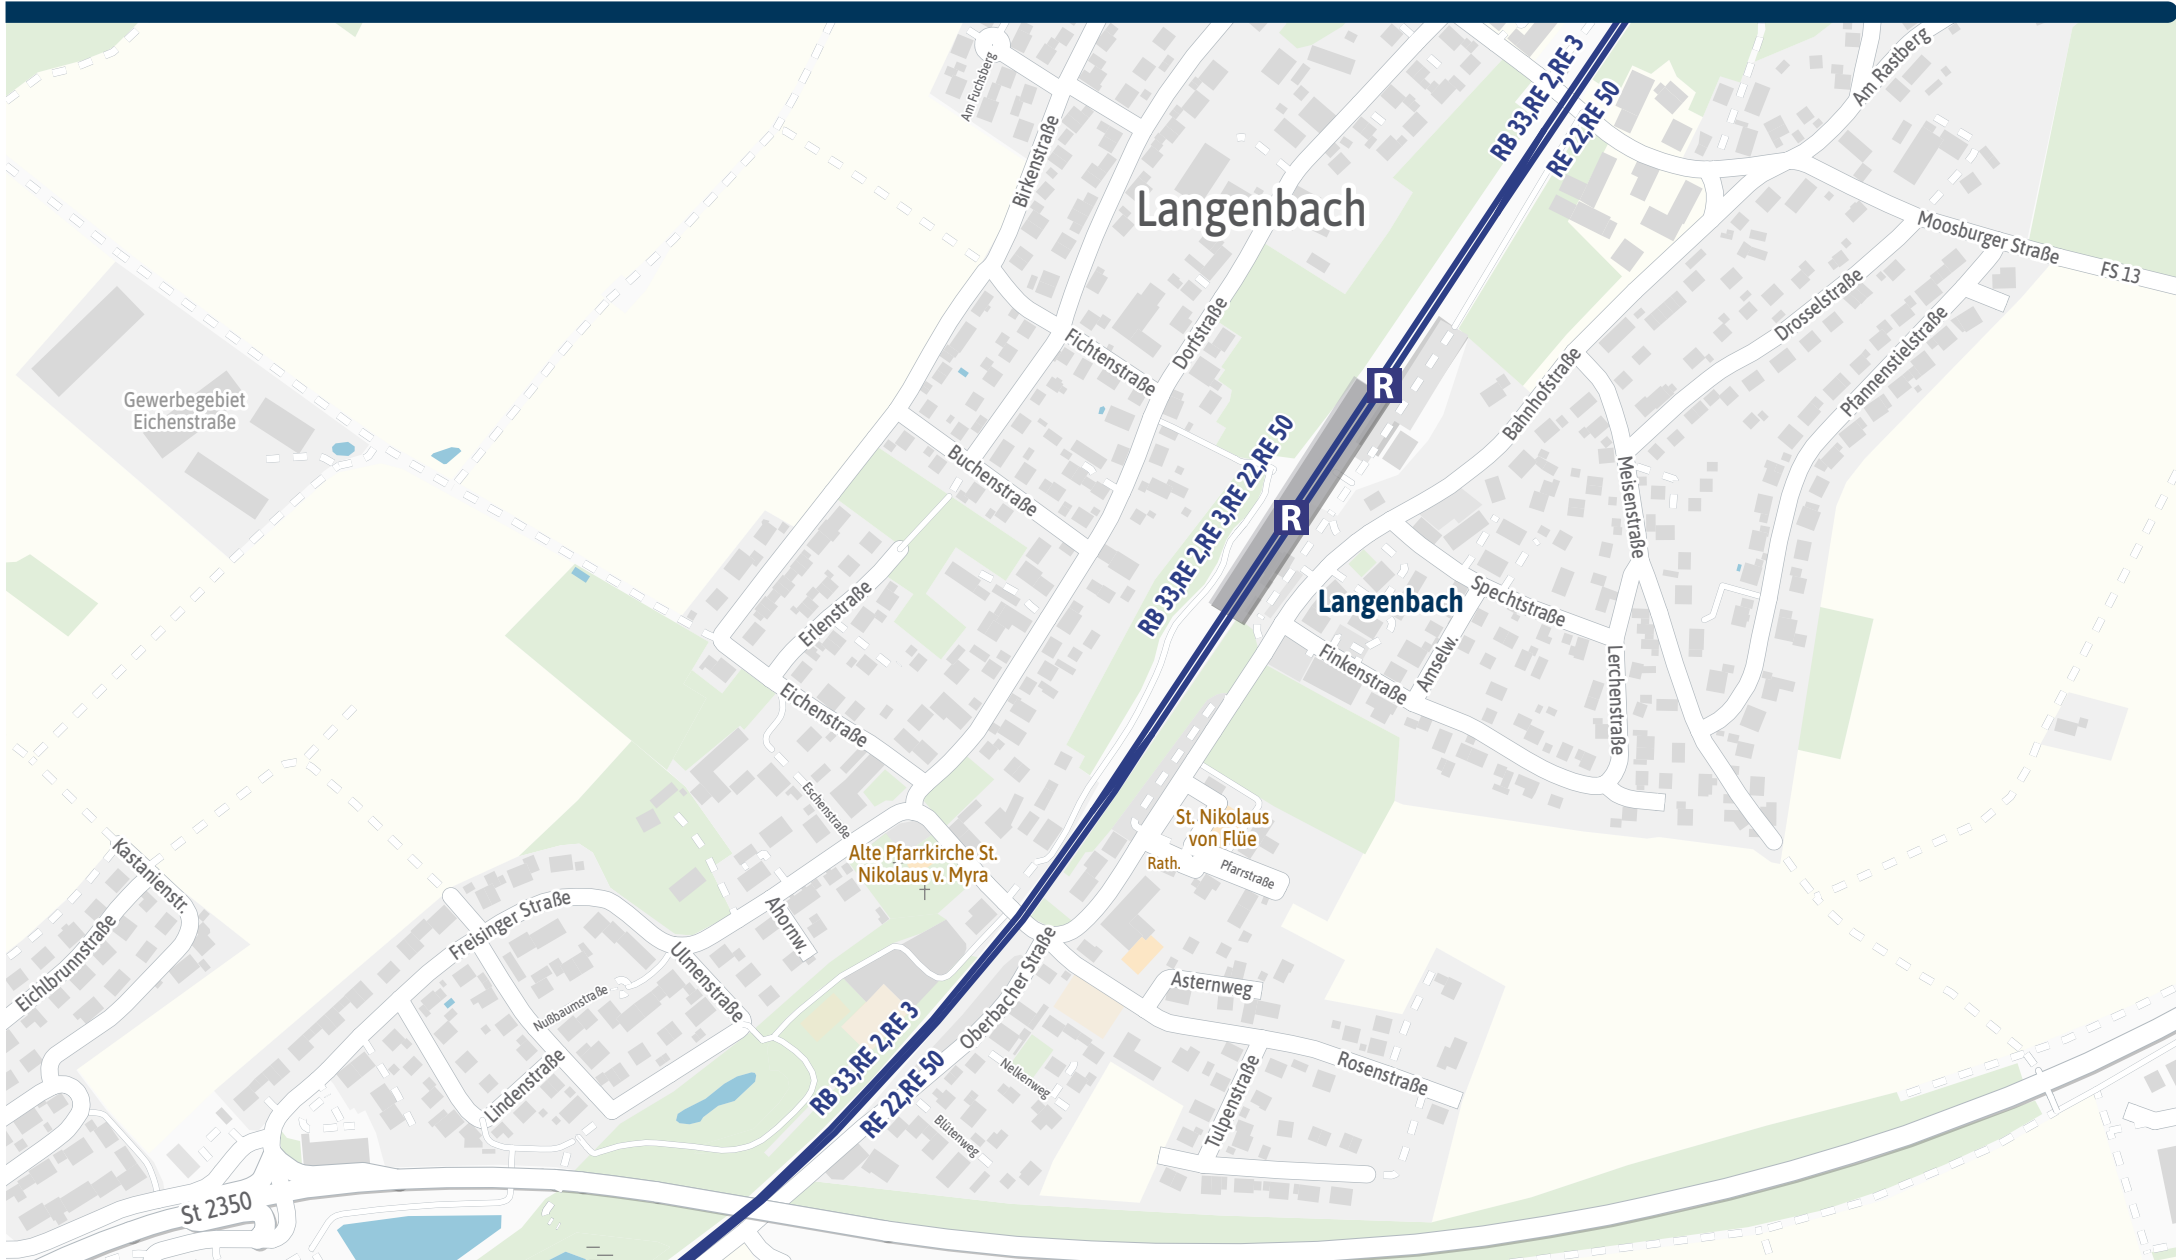 RB 33,RE 2,RE 3
RE 22,RE 50
Am Fuchsberg
Am Rastberg
Birkenstraße
Langenbach
Moosburger Straße
FS 13
Drosselstraße
Dorfstraße
Fichtenstraße
Pfannenstielstraße
Bahnhofstraße
R
Gewerbegebiet
Eichenstraße
RB 33,RE 2,RE 3,RE 22,RE 50
Buchenstraße
Meisenstraße
R
Erlenstraße
Langenbach
Spechtstraße
Amselw.
Finkenstraße
Lerchenstraße
Eichenstraße
Eschenstraße
St. Nikolaus
von Flüe
Alte Pfarrkirche St.
Nikolaus v. Myra
Rath.
Pfarrstraße
Kastanienstr.
Freisinger Straße
Ahornw.
Eichlbrunnstraße
Ulmenstraße
Oberbacher Straße
Asternweg
Nußbaumstraße
RB 33,RE 2,RE 3
RE 22,RE 50
Lindenstraße
Nelkenweg
Rosenstraße
Tulpenstraße
Blütenweg
St 2350